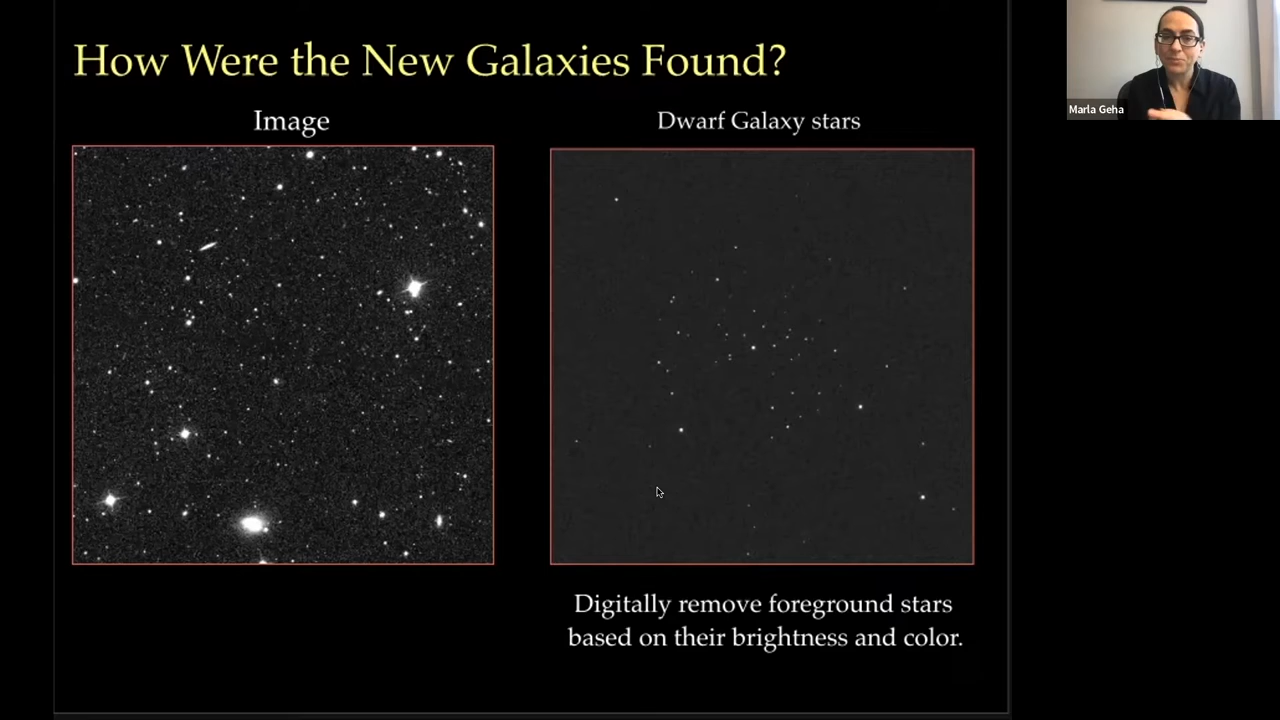 How Were the New Galaxies Found?
Image
Dwarf Galaxy stars
Digitally remove foreground stars
based on their brightness and color.
Marla Geha